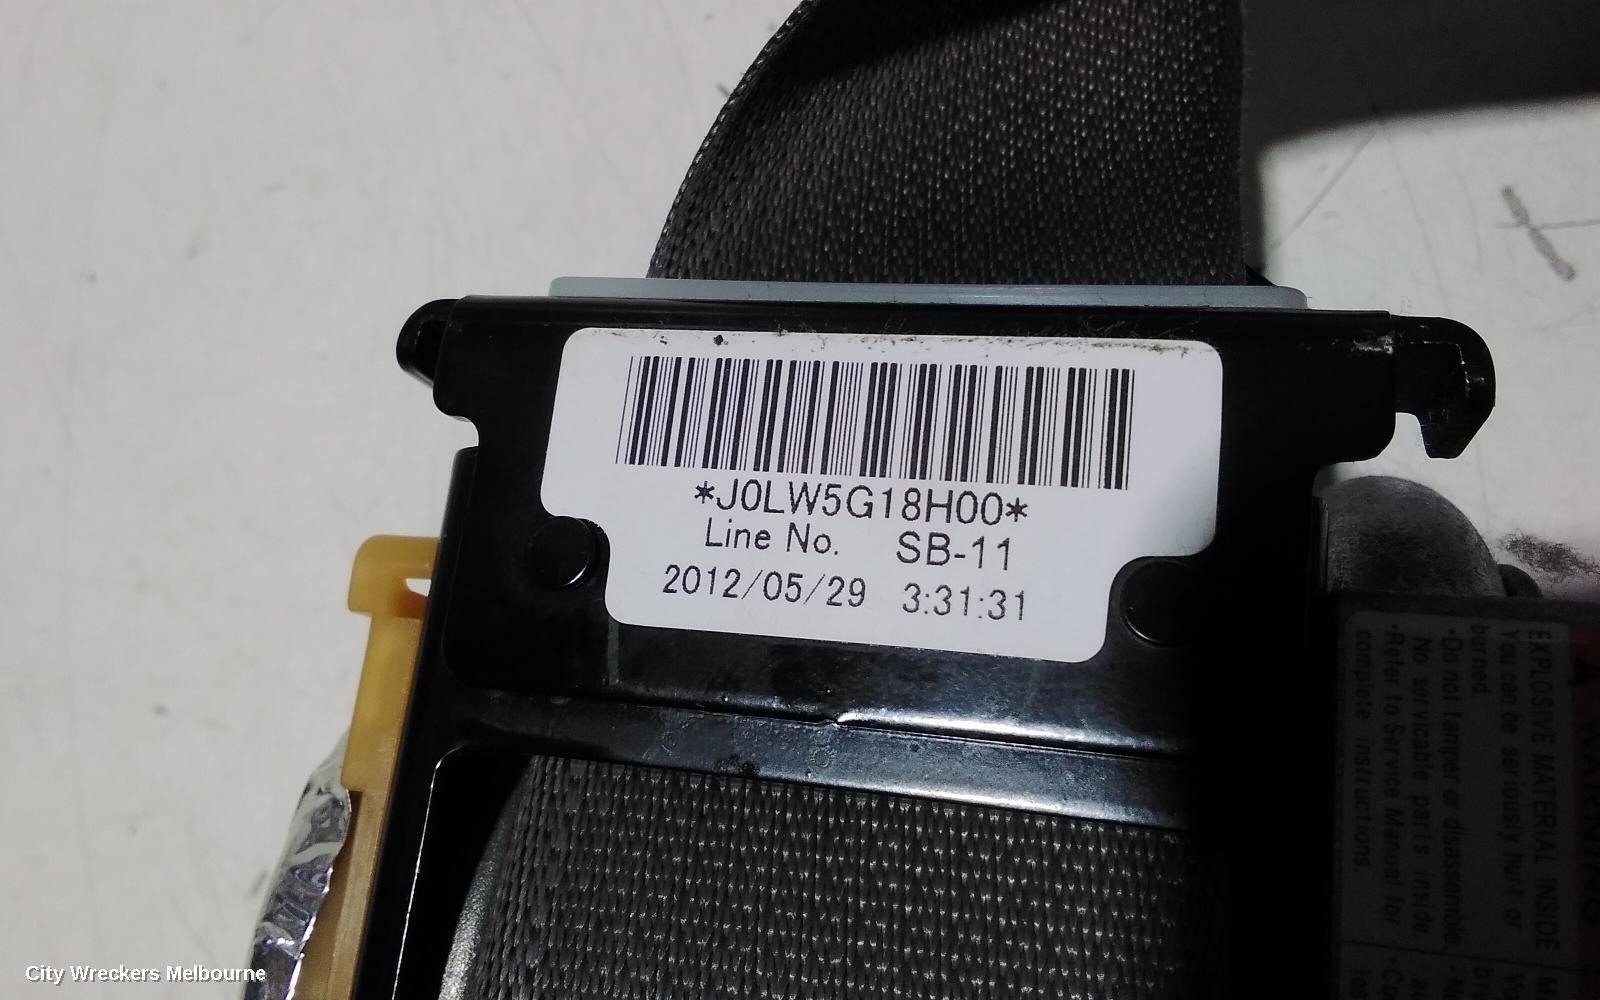 *J0LW5G18H00*
Line No. SB-11
2012/05/29 3:31:31
WARNING
EXPLOSIVE MATERIAL INSIDE
You can be seriously hurt or
burned
•Do not tamper or disassemble.
No servicable parts inside
•Refer to Service Manual for
complete instructions
City Wreckers Melbourne